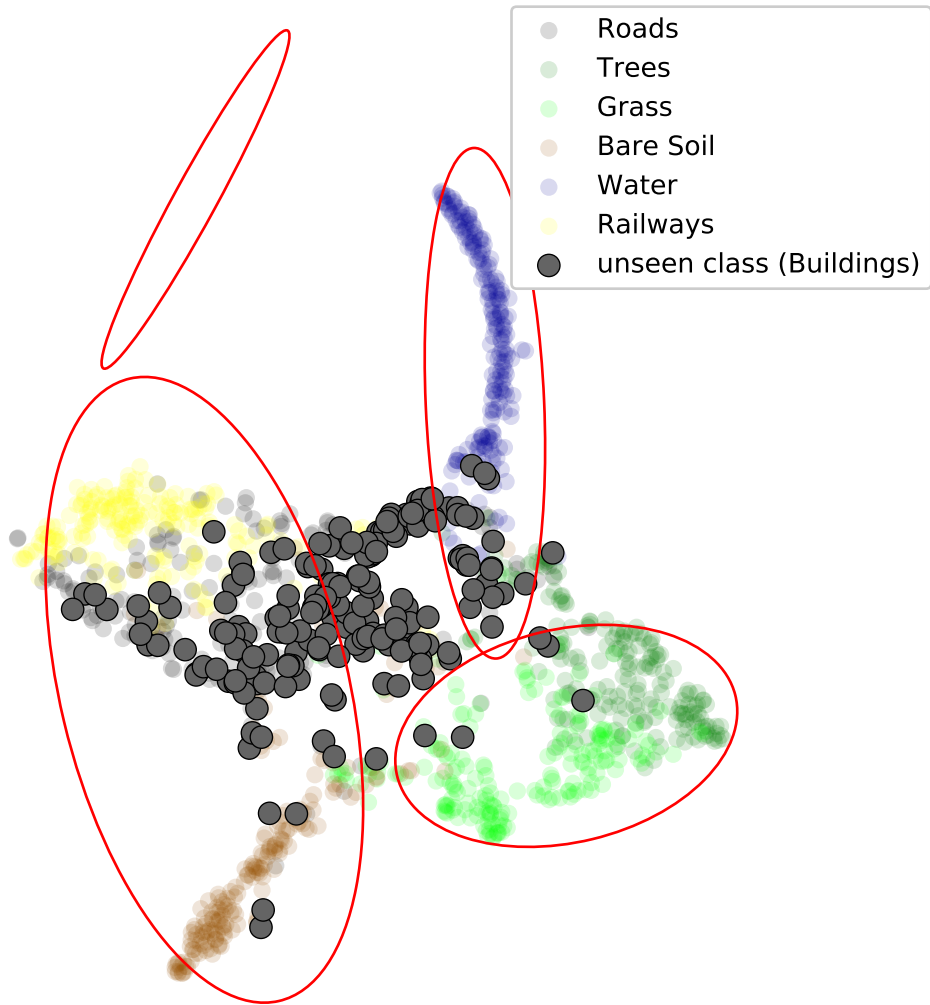 Roads
Trees
Grass
Bare Soil
Water
Railways
unseen class (Buildings)